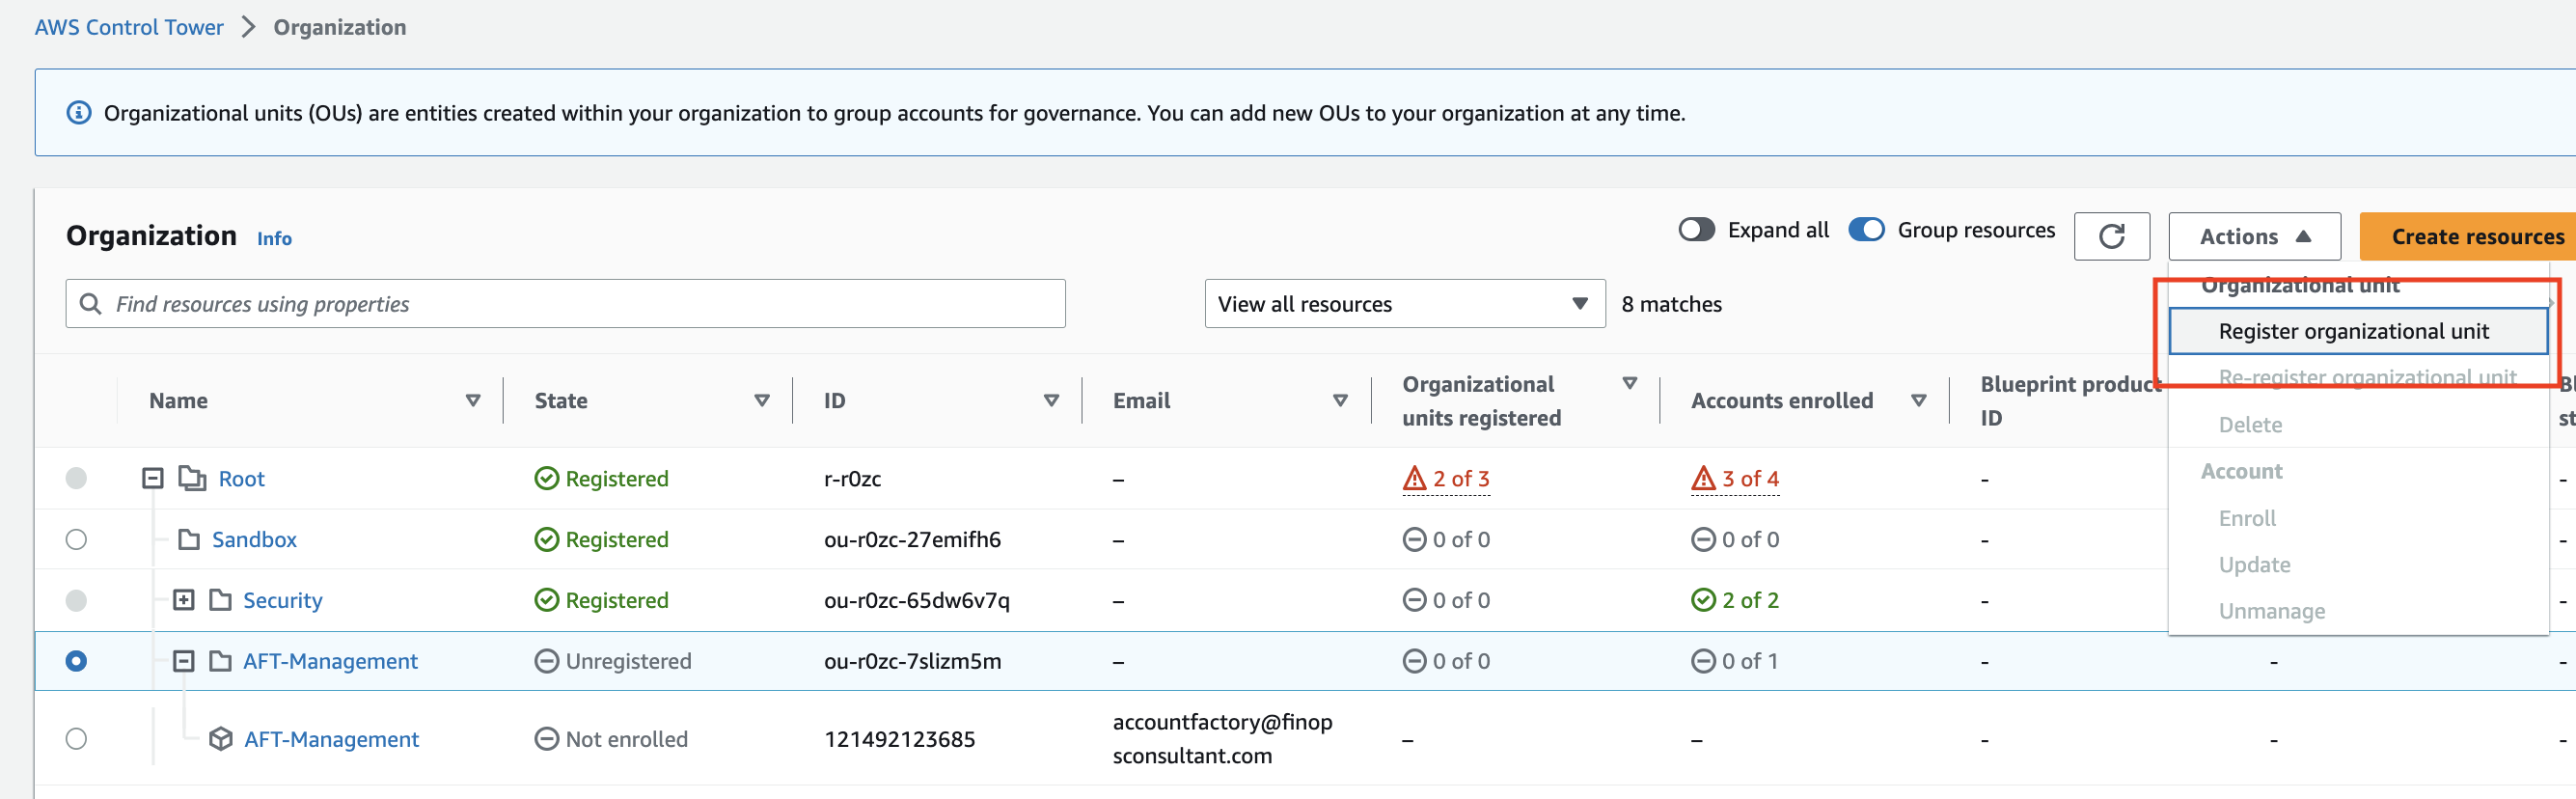 AWS Control Tower > Organization
Organizational units (OUs) are entities created within your organization to group accounts for governance. You can add new OUs to your organization at any time.
Organization Info
Expand all Group resources Actions Create resources
Find resources using properties
View all resources 8 matches
Organizational unit
Register organizational unit
Re-register organizational unit
Delete
Account
Enroll
Update
Unmanage
Name State ID Email Organizational units registered Accounts enrolled Blueprint product ID
Root Registered r-r0zc – 2 of 3 3 of 4 - -
Sandbox Registered ou-r0zc-27emifh6 – 0 of 0 0 of 0 - -
Security Registered ou-r0zc-65dw6v7q – 0 of 0 2 of 2 - -
AFT-Management Unregistered ou-r0zc-7slizm5m – 0 of 0 0 of 1 - - -
AFT-Management Not enrolled 121492123685 accountfactory@finop
sconsultant.com – – - - -